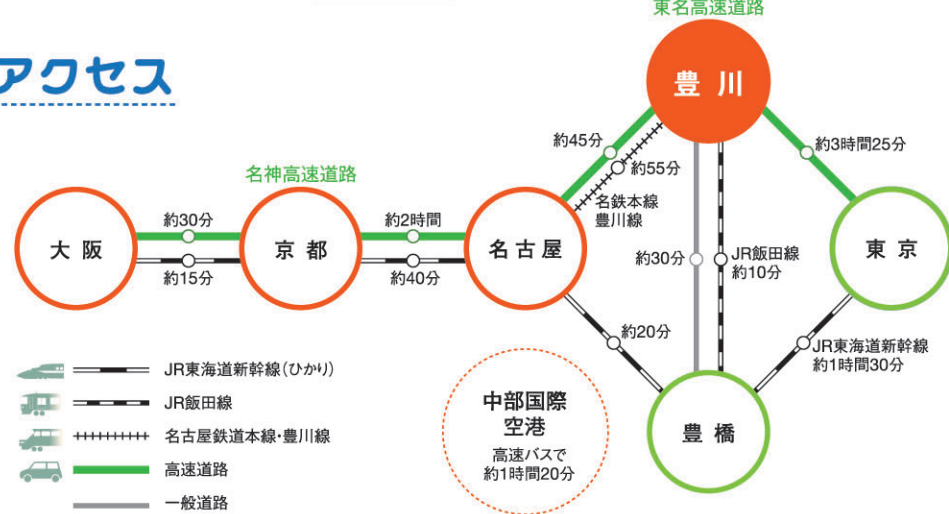 東名高速道路
アクセス
豊川
約45分
約3時間25分
約55分
名神高速道路
名鉄本線
豊川線
約30分
約2時間
大阪
京都
名古屋
東京
約15分
約40分
約30分
JR飯田線
約10分
約20分
JR東海道新幹線
約1時間30分
JR東海道新幹線(ひかり)
JR飯田線
名古屋鉄道本線・豊川線
高速道路
一般道路
中部国際
空港
高速バスで
約1時間20分
豊橋